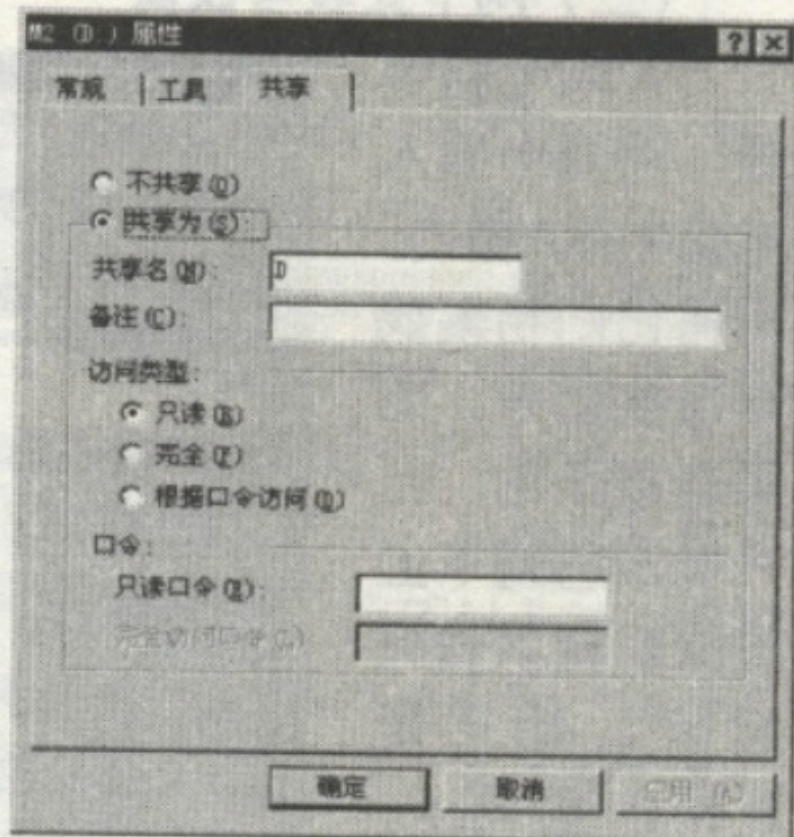 M2 (D:) 属性
常规 工具 共享
不共享(O)
共享为(S):
共享名(N): D
备注(C):
访问类型:
只读(R)
完全(F)
根据口令访问(D)
口令:
只读口令(E):
完全访问口令
确定 取消 应用 (A)